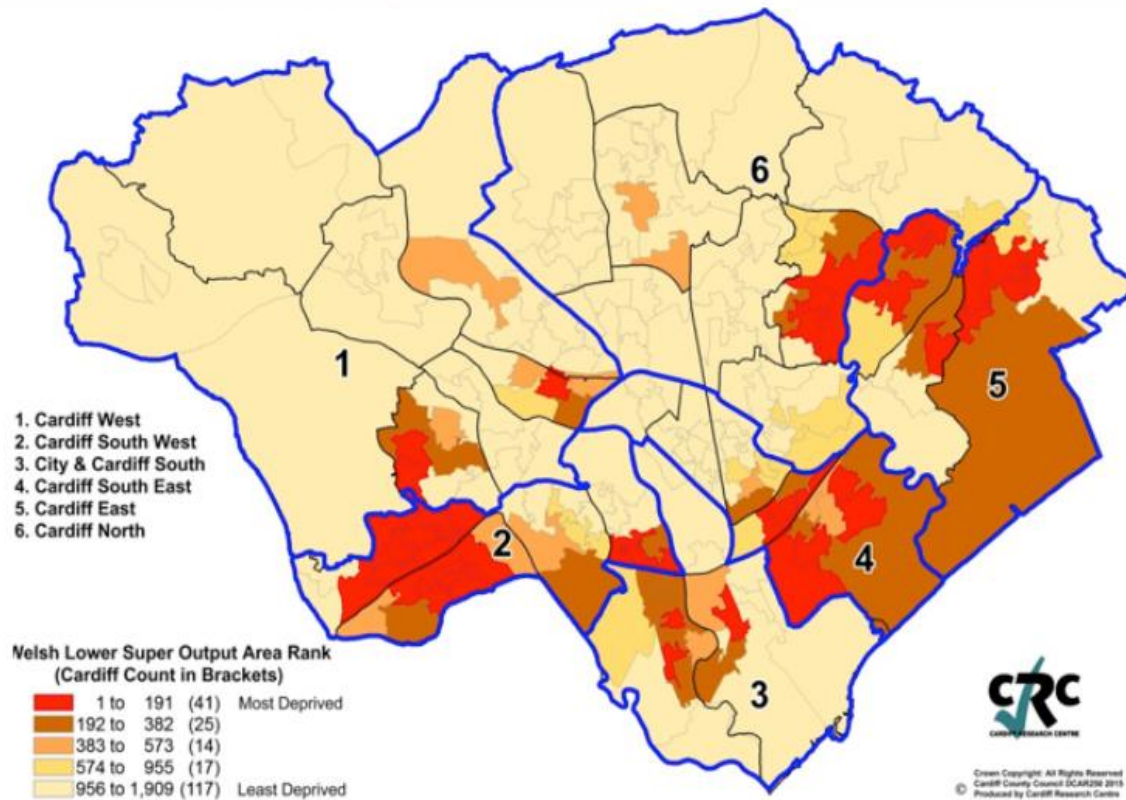 6
1
5
1. Cardiff West
2. Cardiff South West
3. City & Cardiff South
4. Cardiff South East
5. Cardiff East
6. Cardiff North
2
4
3
Welsh Lower Super Output Area Rank
(Cardiff Count in Brackets)
1 to 191 (41) Most Deprived
192 to 382 (25)
383 to 573 (14)
574 to 955 (17)
956 to 1,909 (117) Least Deprived
CRC
CARDIFF RESEARCH CENTRE
Crown Copyright: All Rights Reserved
© Cardiff County Council DCAR250 2015
Produced by Cardiff Research Centre